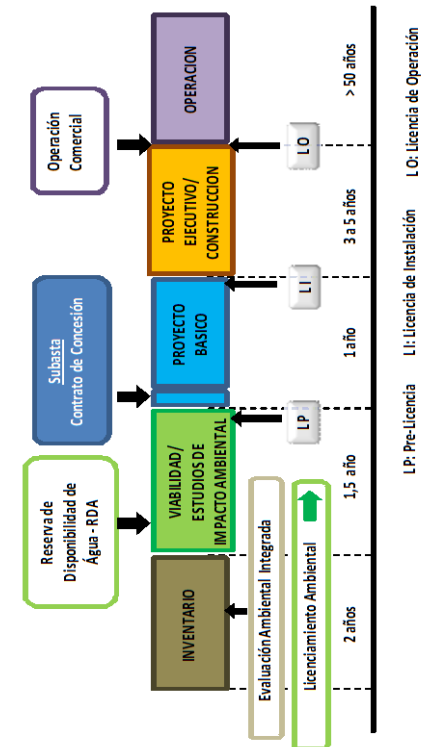 Reserva de
Disponibilidad de
Água - RDA
Subasta
Contrato de Concesión
Operación
Comercial
INVENTARIO
VIABILIDAD/
ESTUDIOS DE
IMPACTO AMBIENTAL
PROYECTO
BASICO
PROYECTO
EJECUTIVO/
CONSTRUCCION
OPERACION
Evaluación Ambiental Integrada
LP
LI
LO
Licenciamiento Ambiental
2 años
1,5 año
1 año
3 a 5 años
> 50 años
LP: Pre-Licencia
LI: Licencia de Instalación
LO: Licencia de Operación